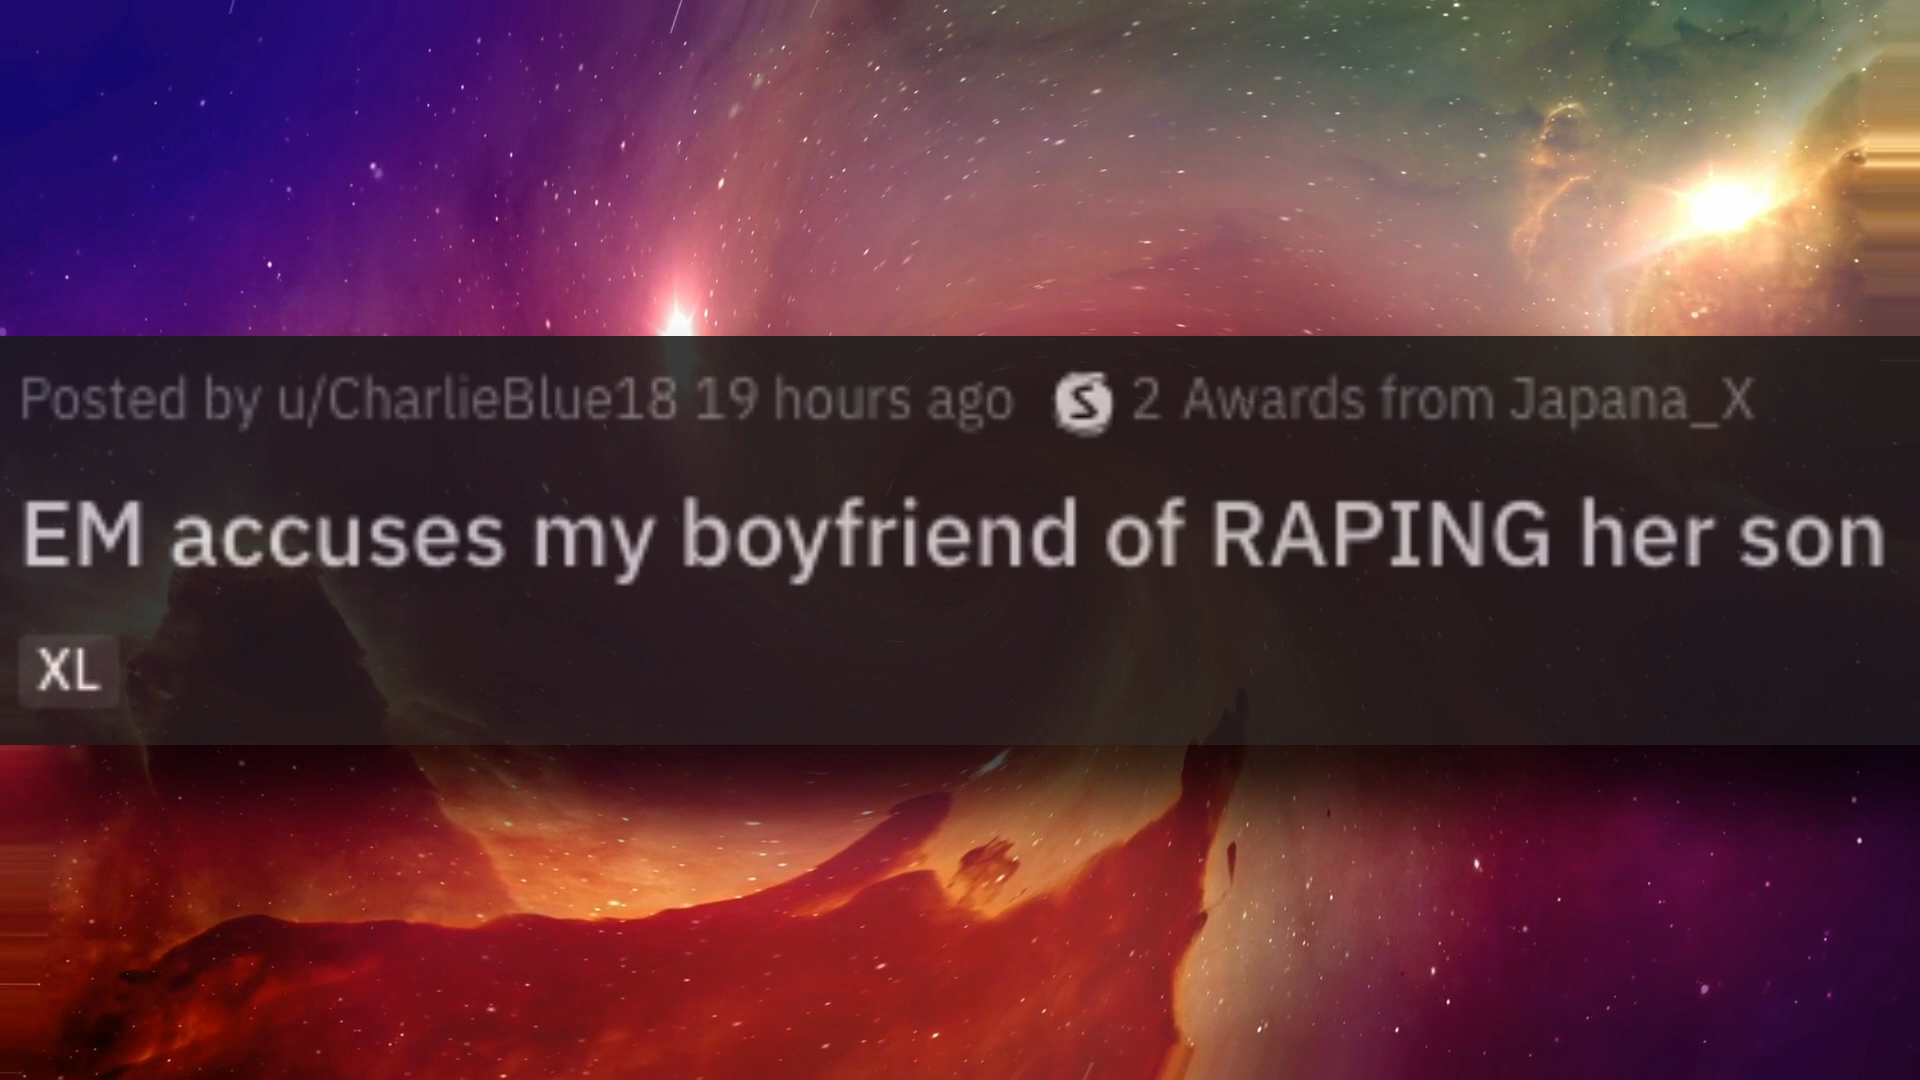 Posted by u/CharlieBlue18 19 hours ago S 2 Awards from Japana_X
EM accuses my boyfriend of RAPING her son
XL